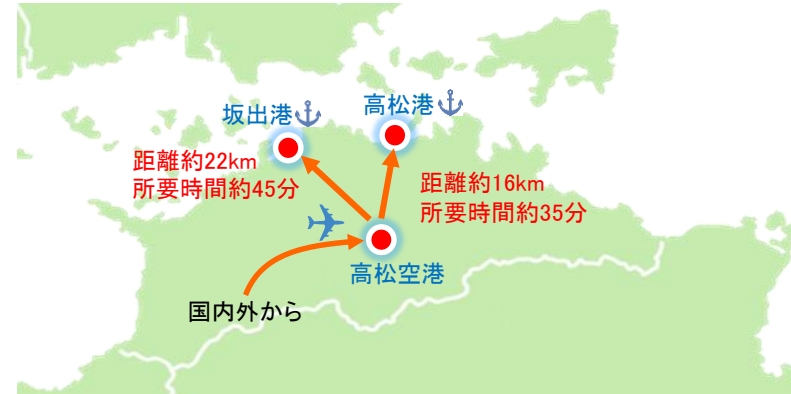 坂出港
高松港
距離約22km
所要時間約45分
距離約16km
所要時間約35分
高松空港
国内外から